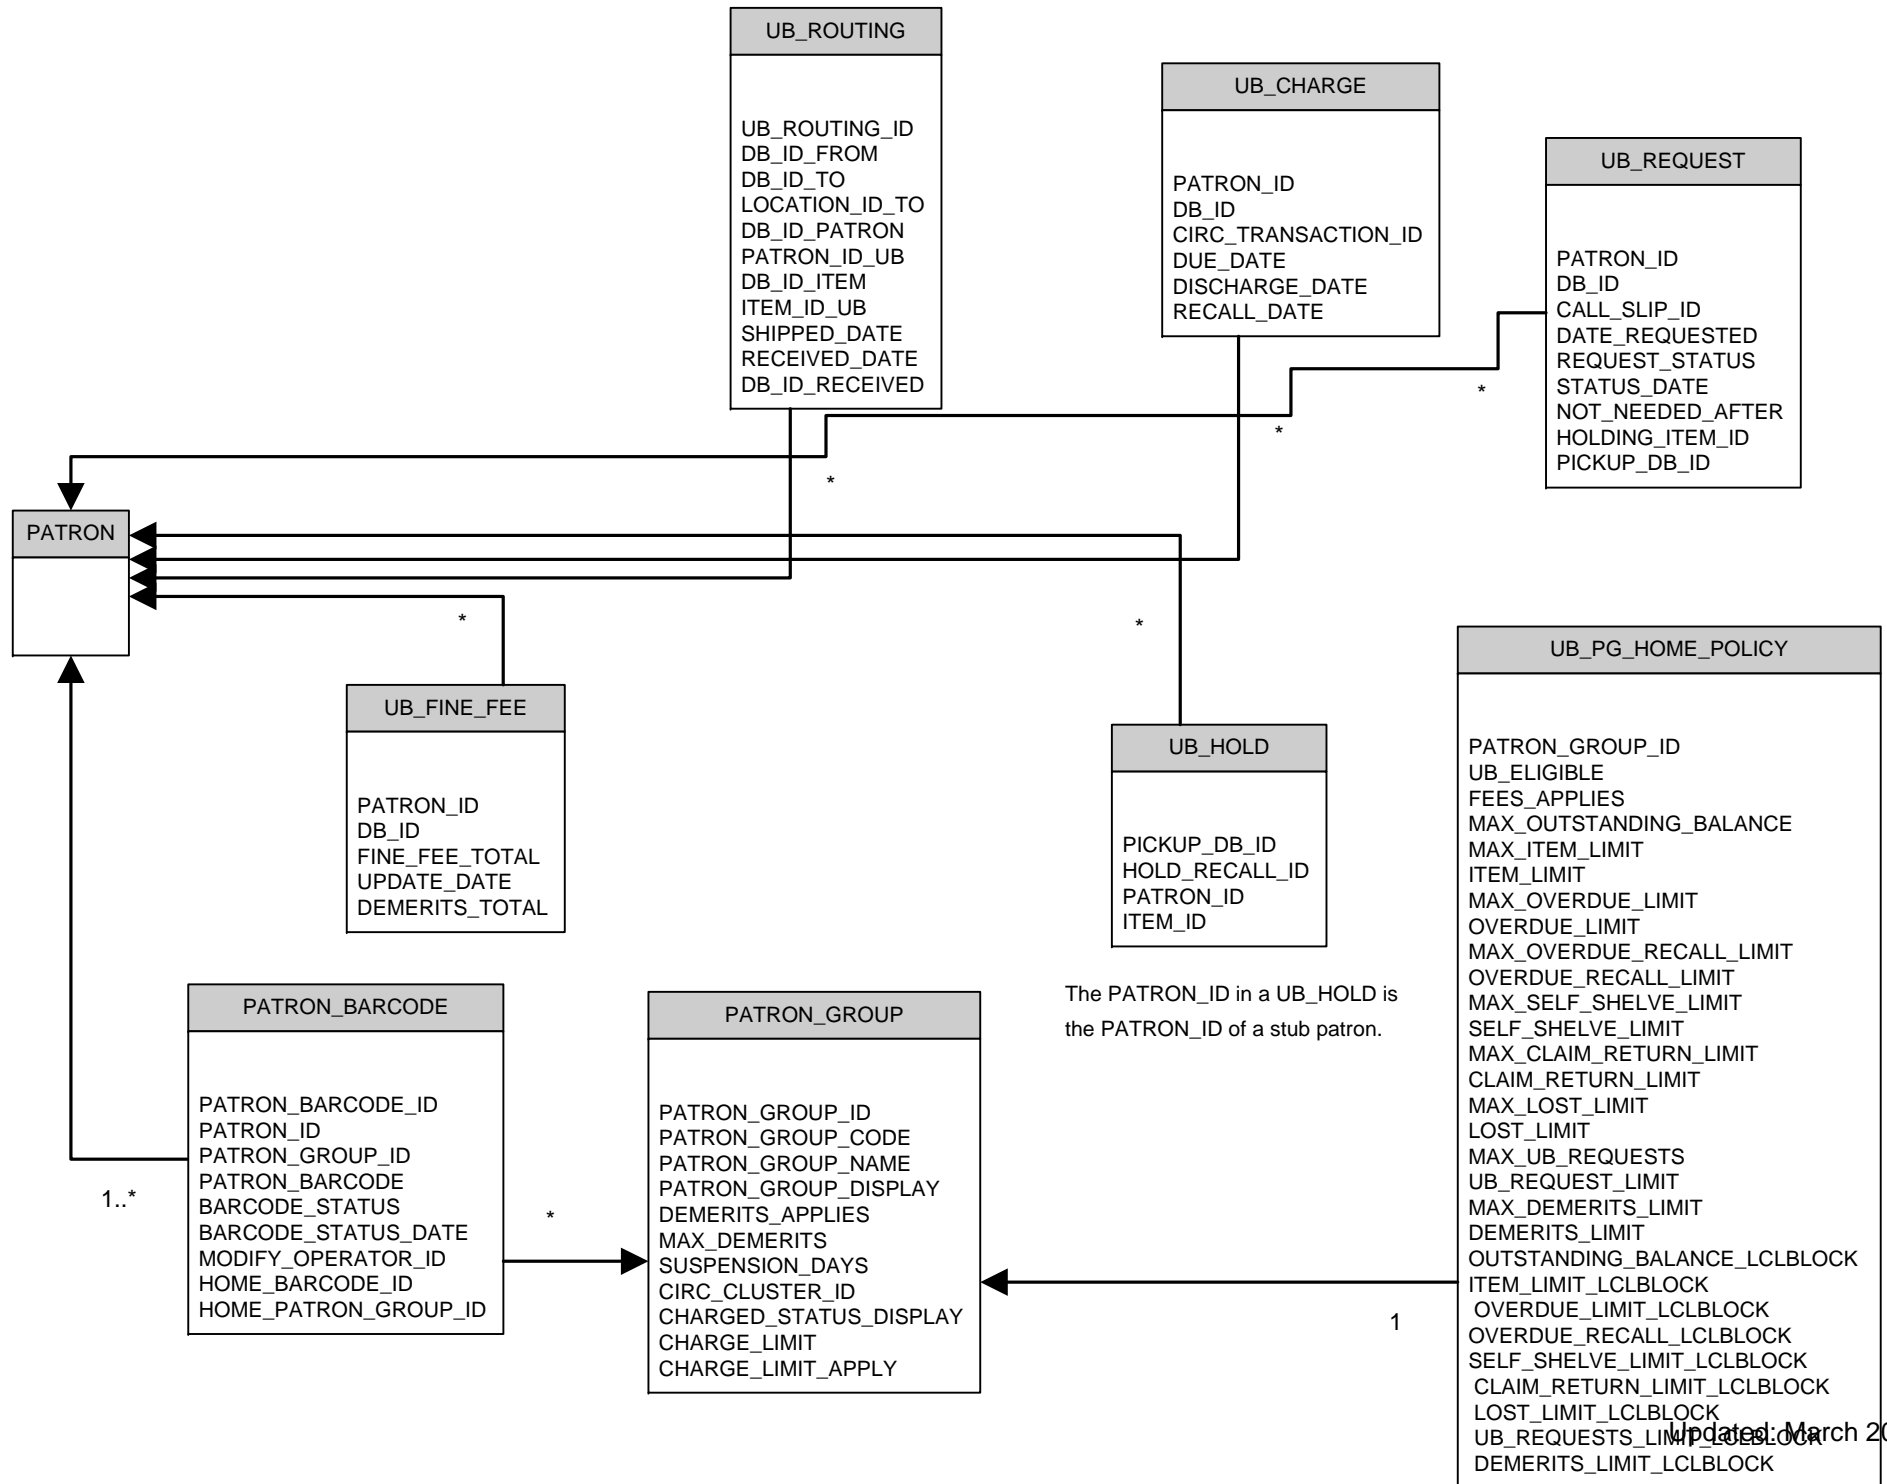 UB_ROUTING
UB_ROUTING_ID
DB_ID_FROM
DB_ID_TO
LOCATION_ID_TO
DB_ID_PATRON
PATRON_ID_UB
DB_ID_ITEM
ITEM_ID_UB
SHIPPED_DATE
RECEIVED_DATE
DB_ID_RECEIVED
*
UB_CHARGE
PATRON_ID
DB_ID
CIRC_TRANSACTION_ID
DUE_DATE
DISCHARGE_DATE
RECALL_DATE
*
UB_REQUEST
PATRON_ID
DB_ID
CALL_SLIP_ID
DATE_REQUESTED
REQUEST_STATUS
STATUS_DATE
NOT_NEEDED_AFTER
HOLDING_ITEM_ID
PICKUP_DB_ID
*
PATRON
*
UB_FINE_FEE
PATRON_ID
DB_ID
FINE_FEE_TOTAL
UPDATE_DATE
DEMERITS_TOTAL
*
UB_HOLD
PICKUP_DB_ID
HOLD_RECALL_ID
PATRON_ID
ITEM_ID
The PATRON_ID in a UB_HOLD is
the PATRON_ID of a stub patron.
UB_PG_HOME_POLICY
PATRON_GROUP_ID
UB_ELIGIBLE
FEES_APPLIES
MAX_OUTSTANDING_BALANCE
MAX_ITEM_LIMIT
ITEM_LIMIT
MAX_OVERDUE_LIMIT
OVERDUE_LIMIT
MAX_OVERDUE_RECALL_LIMIT
OVERDUE_RECALL_LIMIT
MAX_SELF_SHELVE_LIMIT
SELF_SHELVE_LIMIT
MAX_CLAIM_RETURN_LIMIT
CLAIM_RETURN_LIMIT
MAX_LOST_LIMIT
LOST_LIMIT
MAX_UB_REQUESTS
UB_REQUEST_LIMIT
MAX_DEMERITS_LIMIT
DEMERITS_LIMIT
OUTSTANDING_BALANCE_LCLBLOCK
ITEM_LIMIT_LCLBLOCK
OVERDUE_LIMIT_LCLBLOCK
OVERDUE_RECALL_LCLBLOCK
SELF_SHELVE_LIMIT_LCLBLOCK
CLAIM_RETURN_LIMIT_LCLBLOCK
LOST_LIMIT_LCLBLOCK
UB_REQUESTS_LIMIT_LCLBLOCK
DEMERITS_LIMIT_LCLBLOCK
PATRON_BARCODE
PATRON_BARCODE_ID
PATRON_ID
PATRON_GROUP_ID
PATRON_BARCODE
BARCODE_STATUS
BARCODE_STATUS_DATE
MODIFY_OPERATOR_ID
HOME_BARCODE_ID
HOME_PATRON_GROUP_ID
1..*
*
PATRON_GROUP
PATRON_GROUP_ID
PATRON_GROUP_CODE
PATRON_GROUP_NAME
PATRON_GROUP_DISPLAY
DEMERITS_APPLIES
MAX_DEMERITS
SUSPENSION_DAYS
CIRC_CLUSTER_ID
CHARGED_STATUS_DISPLAY
CHARGE_LIMIT
CHARGE_LIMIT_APPLY
1
Updated: March